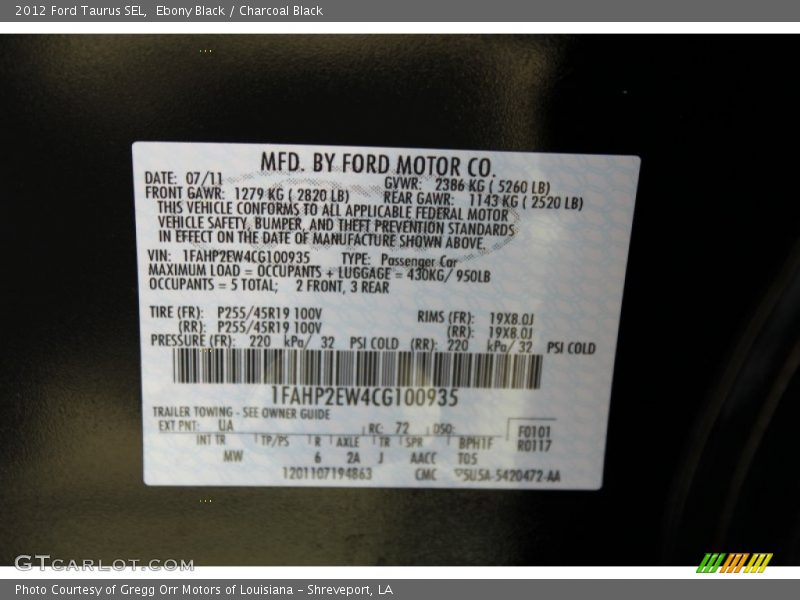 2012 Ford Taurus SEL,  Ebony Black / Charcoal Black
MFD. BY FORD MOTOR CO.
DATE: 07/11 GVWR: 2386 KG ( 5260 LB)
FRONT GAWR: 1279 KG ( 2820 LB) REAR GAWR: 1143 KG ( 2520 LB)
THIS VEHICLE CONFORMS TO ALL APPLICABLE FEDERAL MOTOR
VEHICLE SAFETY, BUMPER, AND THEFT PREVENTION STANDARDS
IN EFFECT ON THE DATE OF MANUFACTURE SHOWN ABOVE.
VIN: 1FAHP2EW4CG100935 TYPE: Passenger Car
MAXIMUM LOAD = OCCUPANTS + LUGGAGE = 430KG/ 950LB
OCCUPANTS = 5 TOTAL; 2 FRONT, 3 REAR
TIRE (FR): P255/45R19 100V RIMS (FR): 19X8.0J
(RR): P255/45R19 100V (RR): 19X8.0J
PRESSURE (FR): 220 kPa/ 32 PSI COLD (RR): 220 kPa/ 32 PSI COLD
1FAHP2EW4CG100935
TRAILER TOWING - SEE OWNER GUIDE
EXT PNT: UA RC: 72 DSO: F0101
INT TR TP/PS R AXLE TR SPR BPH1F R0117
MW 6 2A J AACC TOS
1201107194863 CMC 5USA-5420472-AA
GTCARLOT.COM
Photo Courtesy of Gregg Orr Motors of Louisiana - Shreveport, LA